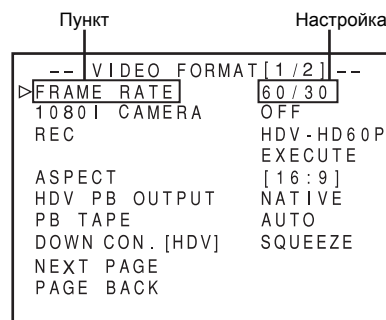 Пункт Настройка
-- VIDEO FORMAT[1/2] --
▷FRAME RATE 60/30
1080I CAMERA OFF
REC HDV-HD60P
EXECUTE
ASPECT [16:9]
HDV PB OUTPUT NATIVE
PB TAPE AUTO
DOWN CON.[HDV] SQUEEZE
NEXT PAGE
PAGE BACK